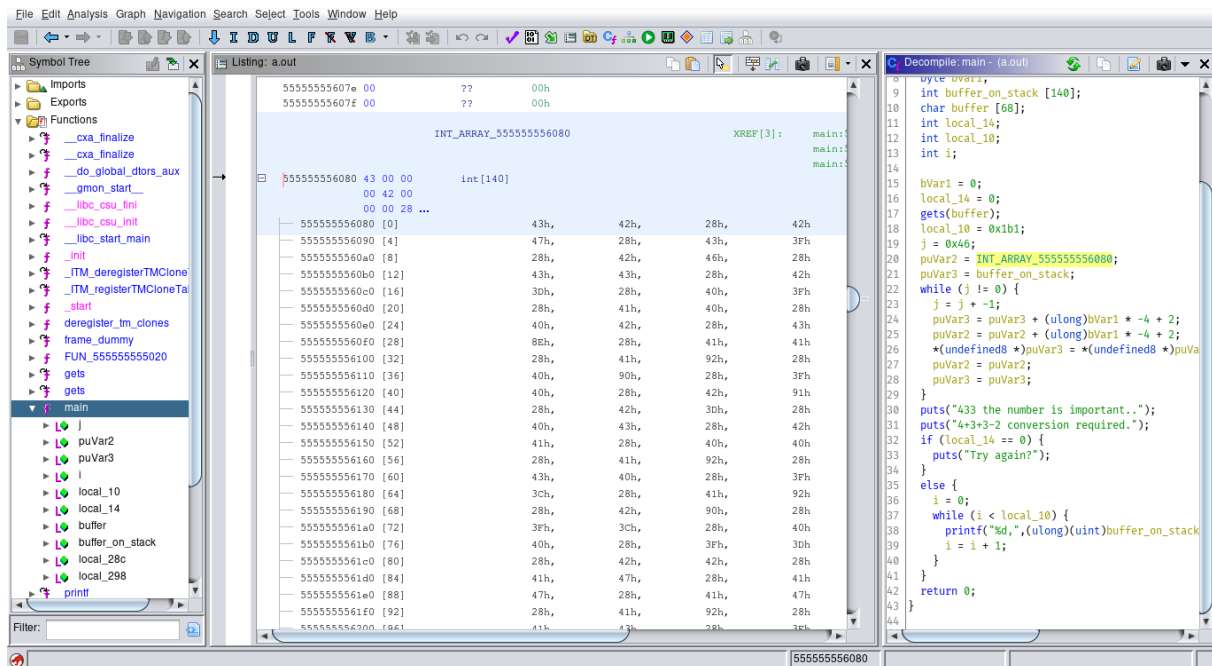 File Edit Analysis Graph Navigation Search Select Tools Window Help
I D U L F R V B
Symbol Tree
Imports
Exports
Functions
__cxa_finalize
__cxa_finalize
__do_global_dtors_aux
__gmon_start__
__libc_csu_fini
__libc_csu_init
__libc_start_main
_init
_ITM_deregisterTMClone
_ITM_registerTMCloneTa
_start
deregister_tm_clones
frame_dummy
FUN_555555555020
gets
gets
main
j
puVar2
puVar3
i
local_10
local_14
buffer
buffer_on_stack
local_28c
local_298
printf
Filter:
Listing: a.out
55555555607e 00 ?? 00h
55555555607f 00 ?? 00h
INT_ARRAY_555555556080 XREF[3]: main:5
main:5
main:5
555555556080 43 00 00 int[140]
00 42 00
00 00 28 ...
555555556080 [0] 43h, 42h, 28h, 42h
555555556090 [4] 47h, 28h, 43h, 3Fh
5555555560a0 [8] 28h, 42h, 46h, 28h
5555555560b0 [12] 43h, 43h, 28h, 42h
5555555560c0 [16] 3Dh, 28h, 40h, 3Fh
5555555560d0 [20] 28h, 41h, 40h, 28h
5555555560e0 [24] 40h, 42h, 28h, 43h
5555555560f0 [28] 8Eh, 28h, 41h, 41h
555555556100 [32] 28h, 41h, 92h, 28h
555555556110 [36] 40h, 90h, 28h, 3Fh
555555556120 [40] 40h, 28h, 42h, 91h
555555556130 [44] 28h, 42h, 3Dh, 28h
555555556140 [48] 40h, 43h, 28h, 42h
555555556150 [52] 41h, 28h, 40h, 40h
555555556160 [56] 28h, 41h, 92h, 28h
555555556170 [60] 43h, 40h, 28h, 42h
555555556180 [64] 3Ch, 28h, 41h, 92h
555555556190 [68] 28h, 42h, 90h, 28h
5555555561a0 [72] 3Fh, 3Ch, 28h, 40h
5555555561b0 [76] 40h, 28h, 3Fh, 3Dh
5555555561c0 [80] 28h, 42h, 42h, 28h
5555555561d0 [84] 41h, 47h, 28h, 41h
5555555561e0 [88] 47h, 28h, 41h, 47h
5555555561f0 [92] 28h, 41h, 92h, 28h
555555556200 [96] 41h, 43h, 28h, 3Fh
Decompile: main - (a.out)
8 byte bVar1;
9 int buffer_on_stack [140];
10 char buffer [68];
11 int local_14;
12 int local_10;
13 int i;
14
15 bVar1 = 0;
16 local_14 = 0;
17 gets(buffer);
18 local_10 = 0x1b1;
19 j = 0x46;
20 puVar2 = INT_ARRAY_555555556080;
21 puVar3 = buffer_on_stack;
22 while (j != 0) {
23 j = j + -1;
24 puVar3 = puVar3 + (ulong)bVar1 * -4 + 2;
25 puVar2 = puVar2 + (ulong)bVar1 * -4 + 2;
26 *(undefined8 *)puVar3 = *(undefined8 *)puVa
27 puVar2 = puVar2;
28 puVar3 = puVar3;
29 }
30 puts("433 the number is important..");
31 puts("4+3+3-2 conversion required.");
32 if (local_14 == 0) {
33 puts("Try again?");
34 }
35 else {
36 i = 0;
37 while (i < local_10) {
38 printf("%d,",(ulong)(uint)buffer_on_stack
39 i = i + 1;
40 }
41 }
42 return 0;
43 }
44
555555556080